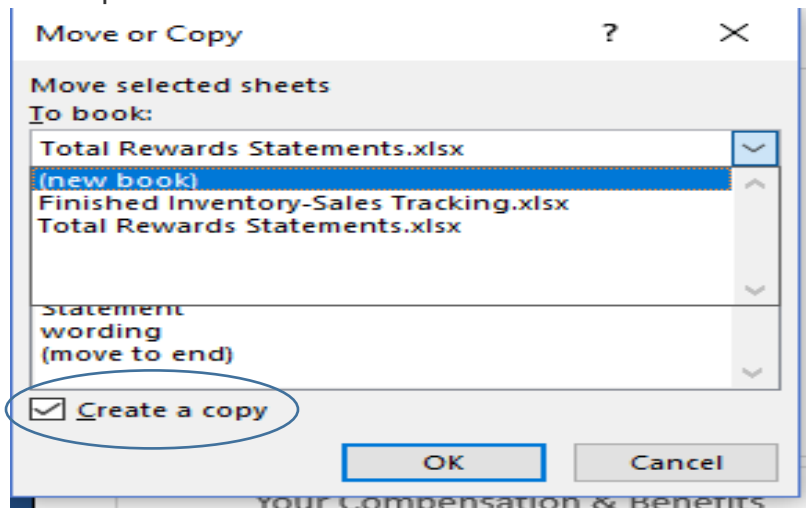 Move or Copy ? ×
Move selected sheets
To book:
Total Rewards Statements.xlsx
(new book)
Finished Inventory-Sales Tracking.xlsx
Total Rewards Statements.xlsx
Statement
wording
(move to end)
Create a copy
OK Cancel
Your Compensation & Benefits